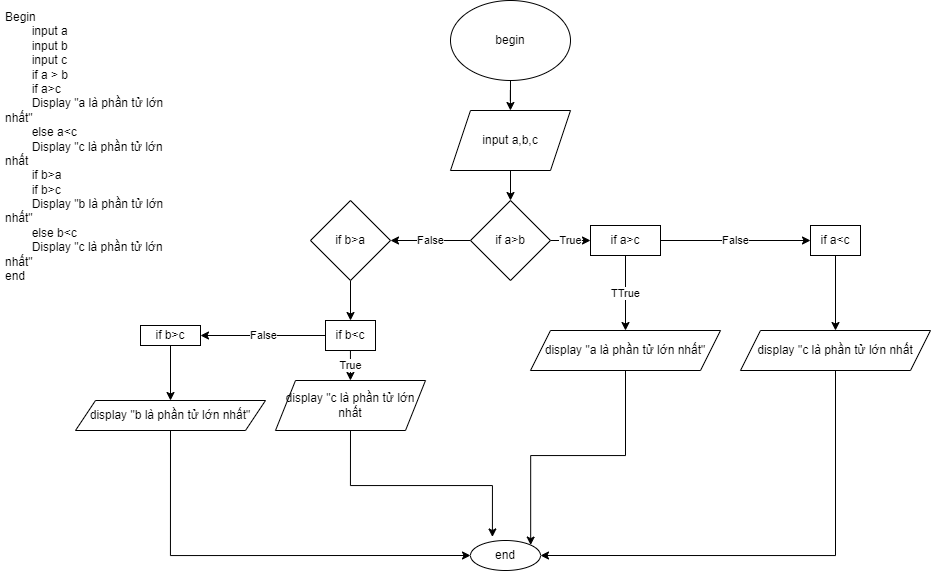 Begin
input a
input b
input c
if a > b
if a>c
Display "a là phần tử lớn
nhất"
else a<c
Display "c là phần tử lớn
nhất
if b>a
if b>c
Display "b là phần tử lớn
nhất"
else b<c
Display "c là phần tử lớn
nhất"
end
begin
input a,b,c
if b>a
False
if a>b
True
if a>c
False
if a<c
TTrue
if b>c
False
if b<c
True
display "a là phần tử lớn nhất"
display "c là phần tử lớn nhất
display "b là phần tử lớn nhất"
display "c là phần tử lớn
nhất
end